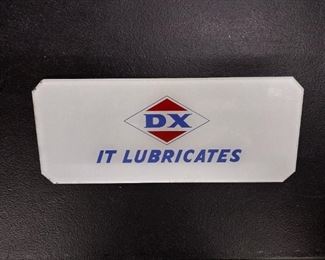 DX
IT LUBRICATES